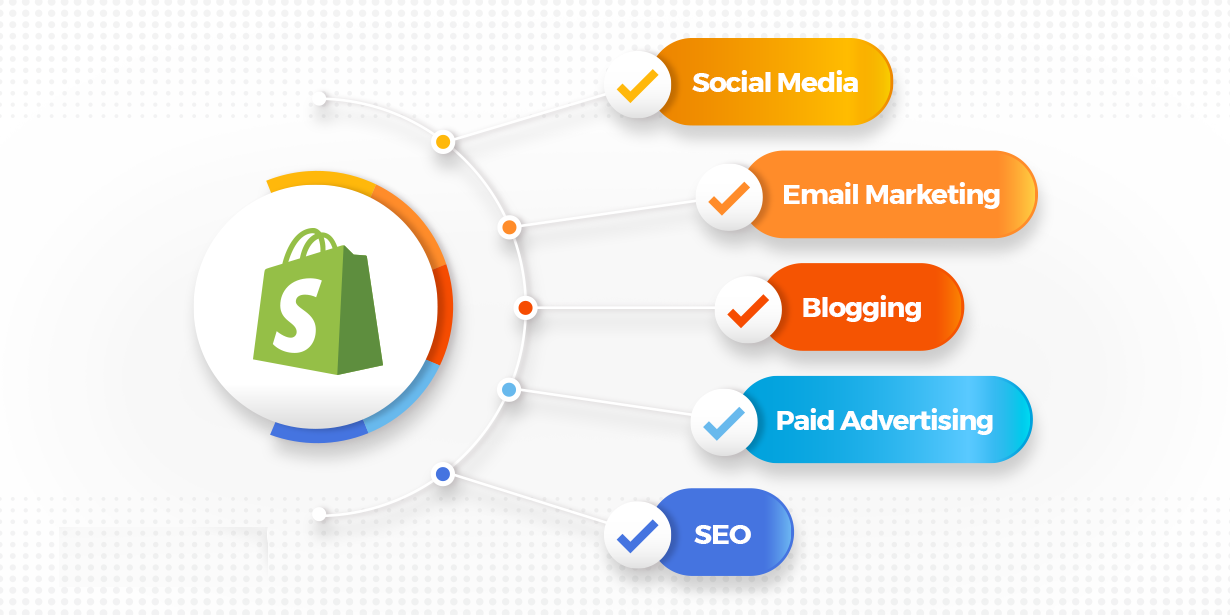 S
Social Media
Email Marketing
Blogging
Paid Advertising
SEO